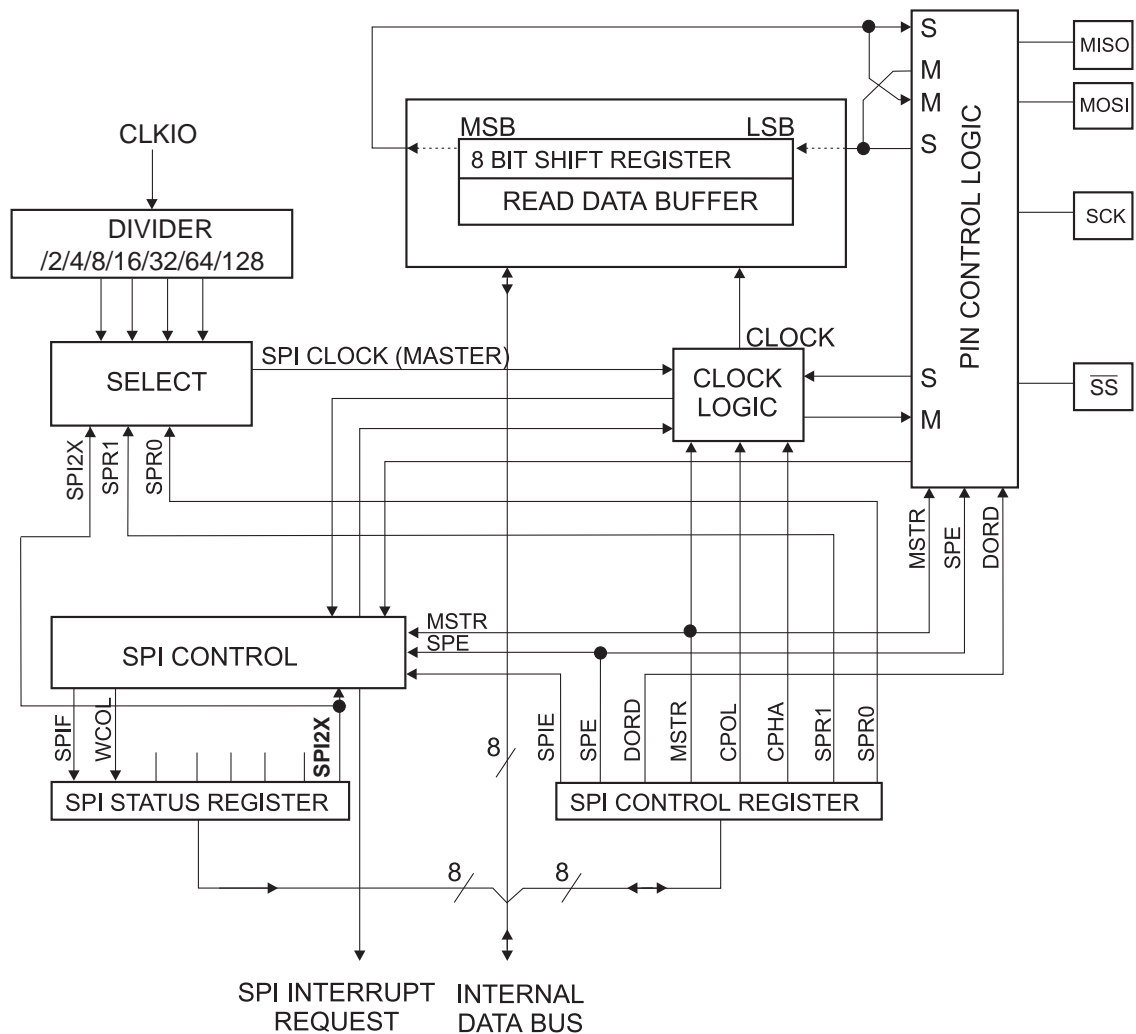 S
MISO
M
M
MOSI
MSB
LSB
S
CLKIO
8 BIT SHIFT REGISTER
READ DATA BUFFER
PIN CONTROL LOGIC
SCK
DIVIDER
/2/4/8/16/32/64/128
CLOCK
SPI CLOCK (MASTER)
SELECT
CLOCK
LOGIC
S
SS
M
SPI2X
SPR1
SPR0
MSTR
SPE
DORD
MSTR
SPE
SPI CONTROL
SPIF
WCOL
SPI2X
8
SPIE
SPE
DORD
MSTR
CPOL
CPHA
SPR1
SPR0
SPI STATUS REGISTER
SPI CONTROL REGISTER
8
8
SPI INTERRUPT
REQUEST
INTERNAL
DATA BUS